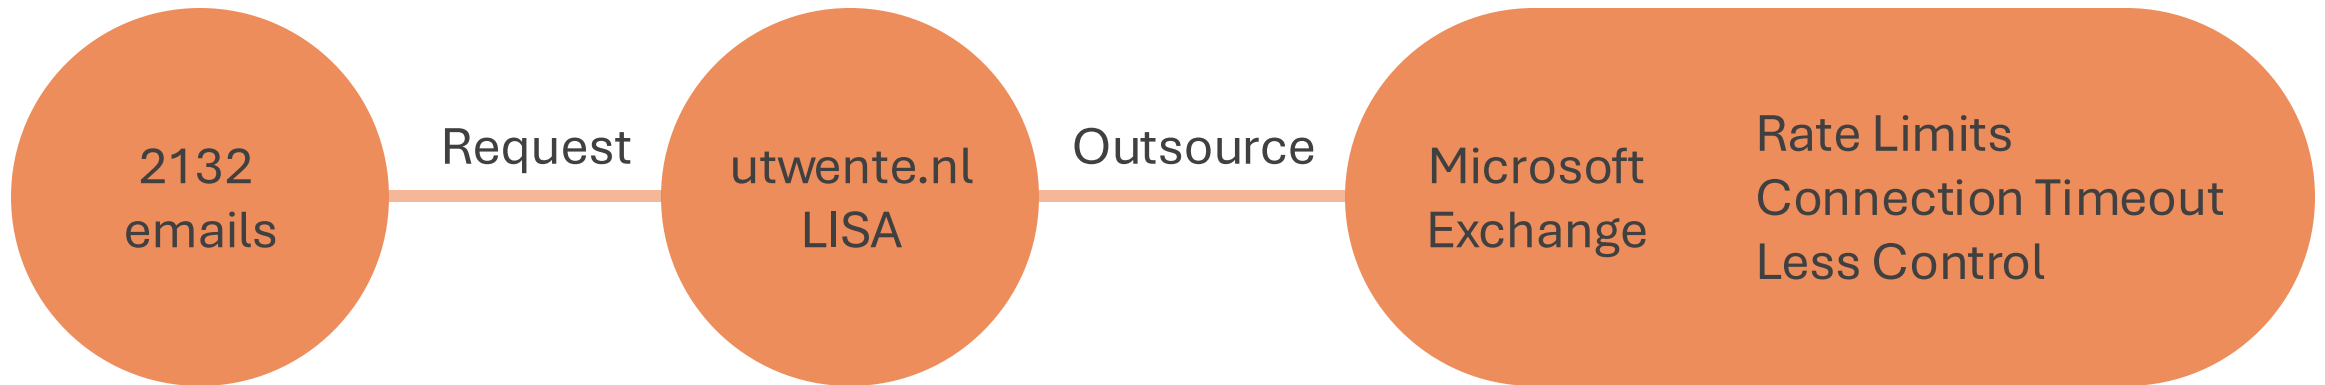 2132
emails
Request
utwente.nl
LISA
Outsource
Microsoft
Exchange
Rate Limits
Connection Timeout
Less Control